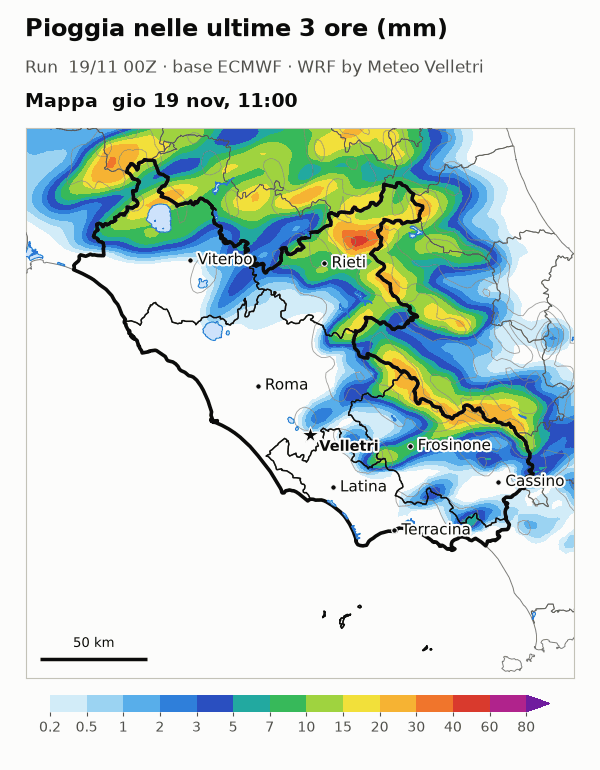 Pioggia nelle ultime 3 ore (mm)
Run  19/11 00Z · base ECMWF · WRF by Meteo Velletri
Mappa  gio 19 nov, 11:00
Viterbo
Rieti
Roma
Velletri
Frosinone
Latina
Cassino
Terracina
50 km
0.2 0.5 1 2 3 5 7 10 15 20 30 40 60 80